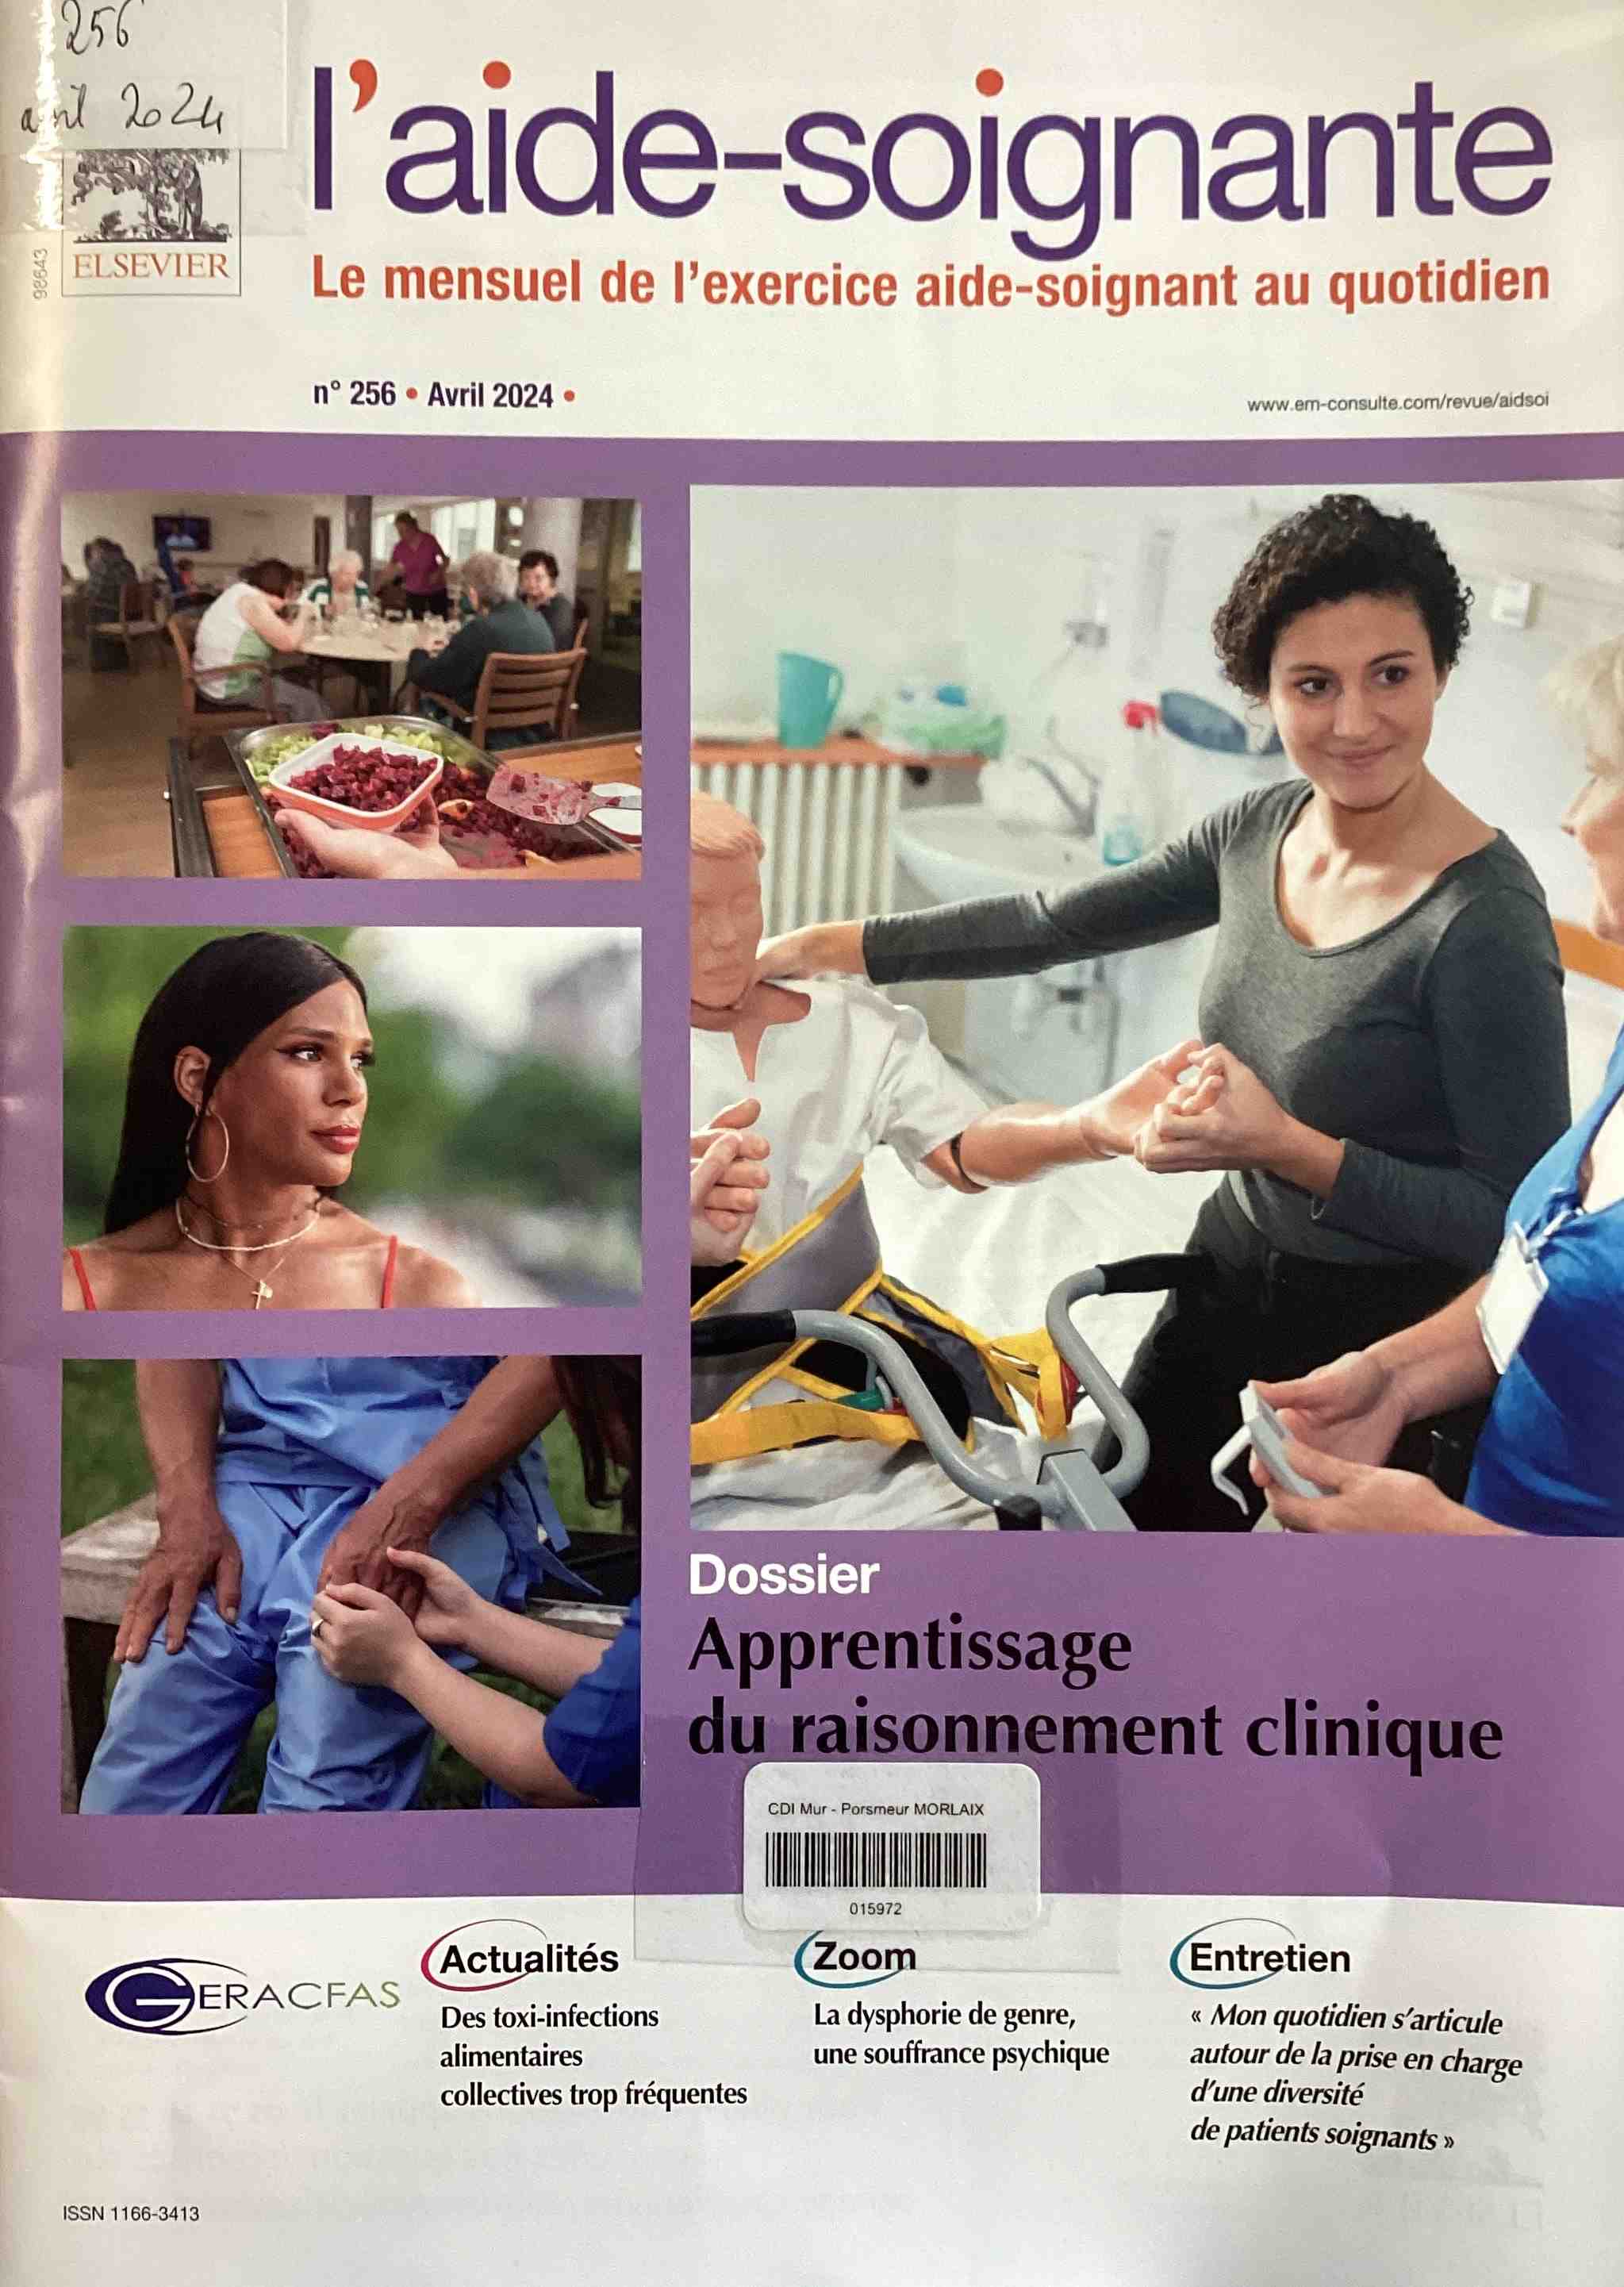 256
avril 2024
l'aide-soignante
ELSEVIER
98643
Le mensuel de l'exercice aide-soignant au quotidien
n° 256 • Avril 2024 •
www.em-consulte.com/revue/aidsoi
Dossier
Apprentissage
du raisonnement clinique
CDI Mur - Porsmeur MORLAIX
015972
GERACFAS
Actualités
Des toxi-infections
alimentaires
collectives trop fréquentes
Zoom
La dysphorie de genre,
une souffrance psychique
Entretien
« Mon quotidien s'articule
autour de la prise en charge
d'une diversité
de patients soignants »
ISSN 1166-3413